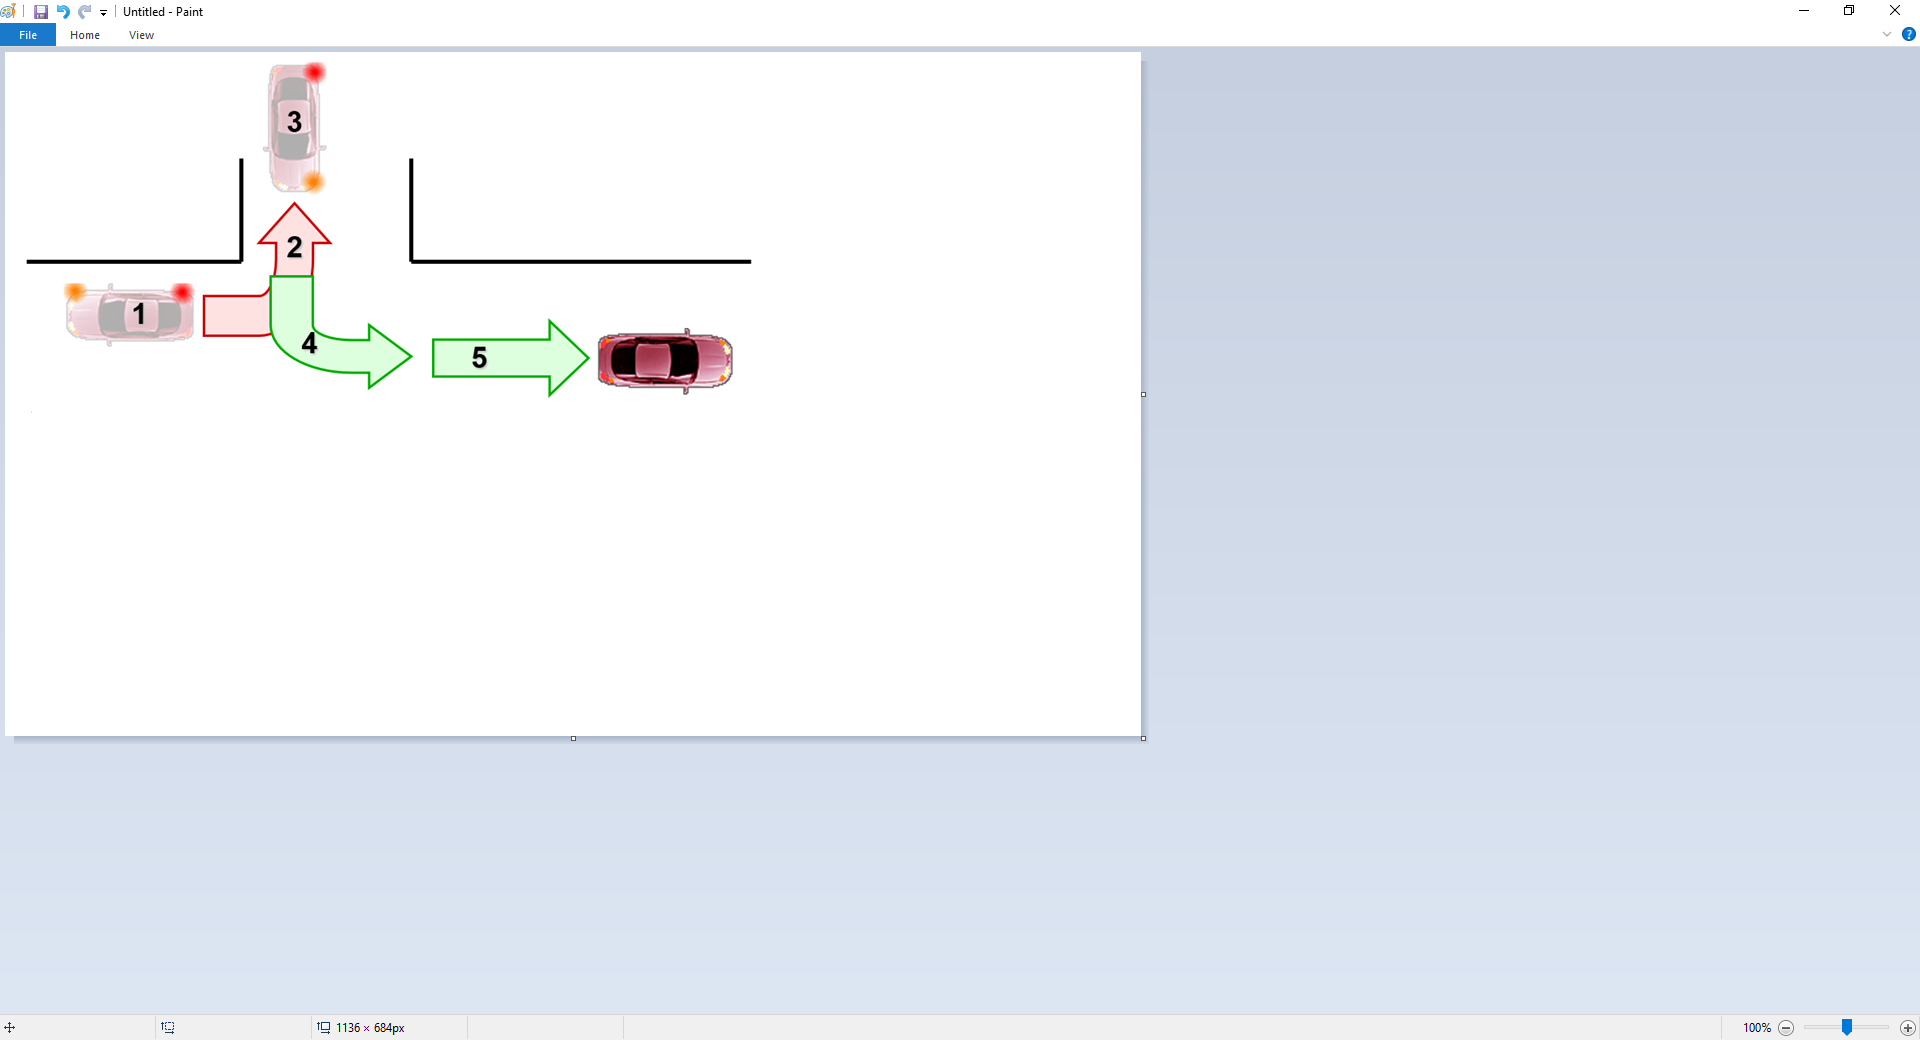 Untitled - Paint
File Home View
3
2
1
4
5
1136 × 684px
100%